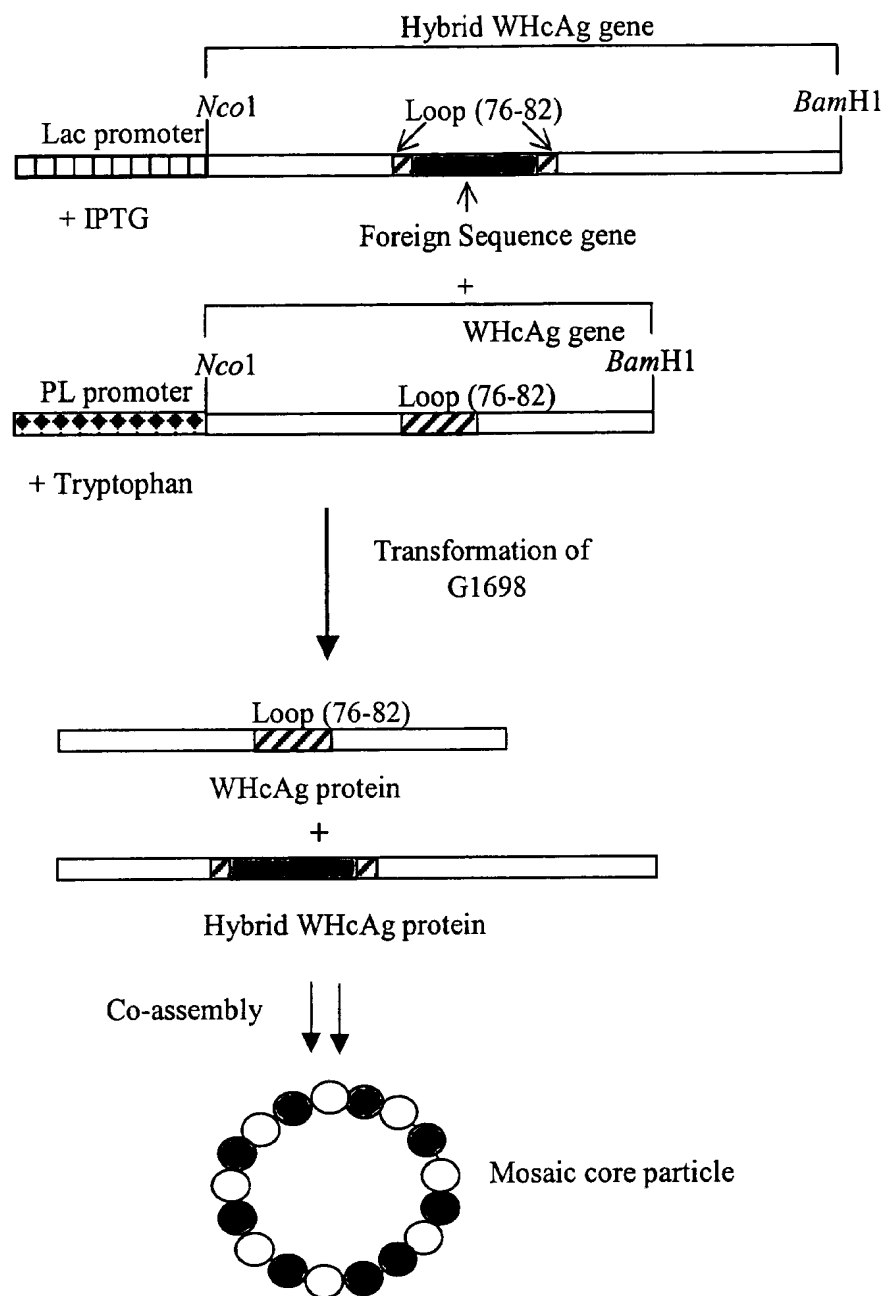 Hybrid WHcAg gene
Nco1
BamH1
Loop (76-82)
Lac promoter
+ IPTG
Foreign Sequence gene
+
WHcAg gene
Nco1
BamH1
PL promoter
Loop (76-82)
+ Tryptophan
Transformation of
G1698
Loop (76-82)
WHcAg protein
+
Hybrid WHcAg protein
Co-assembly
Mosaic core particle